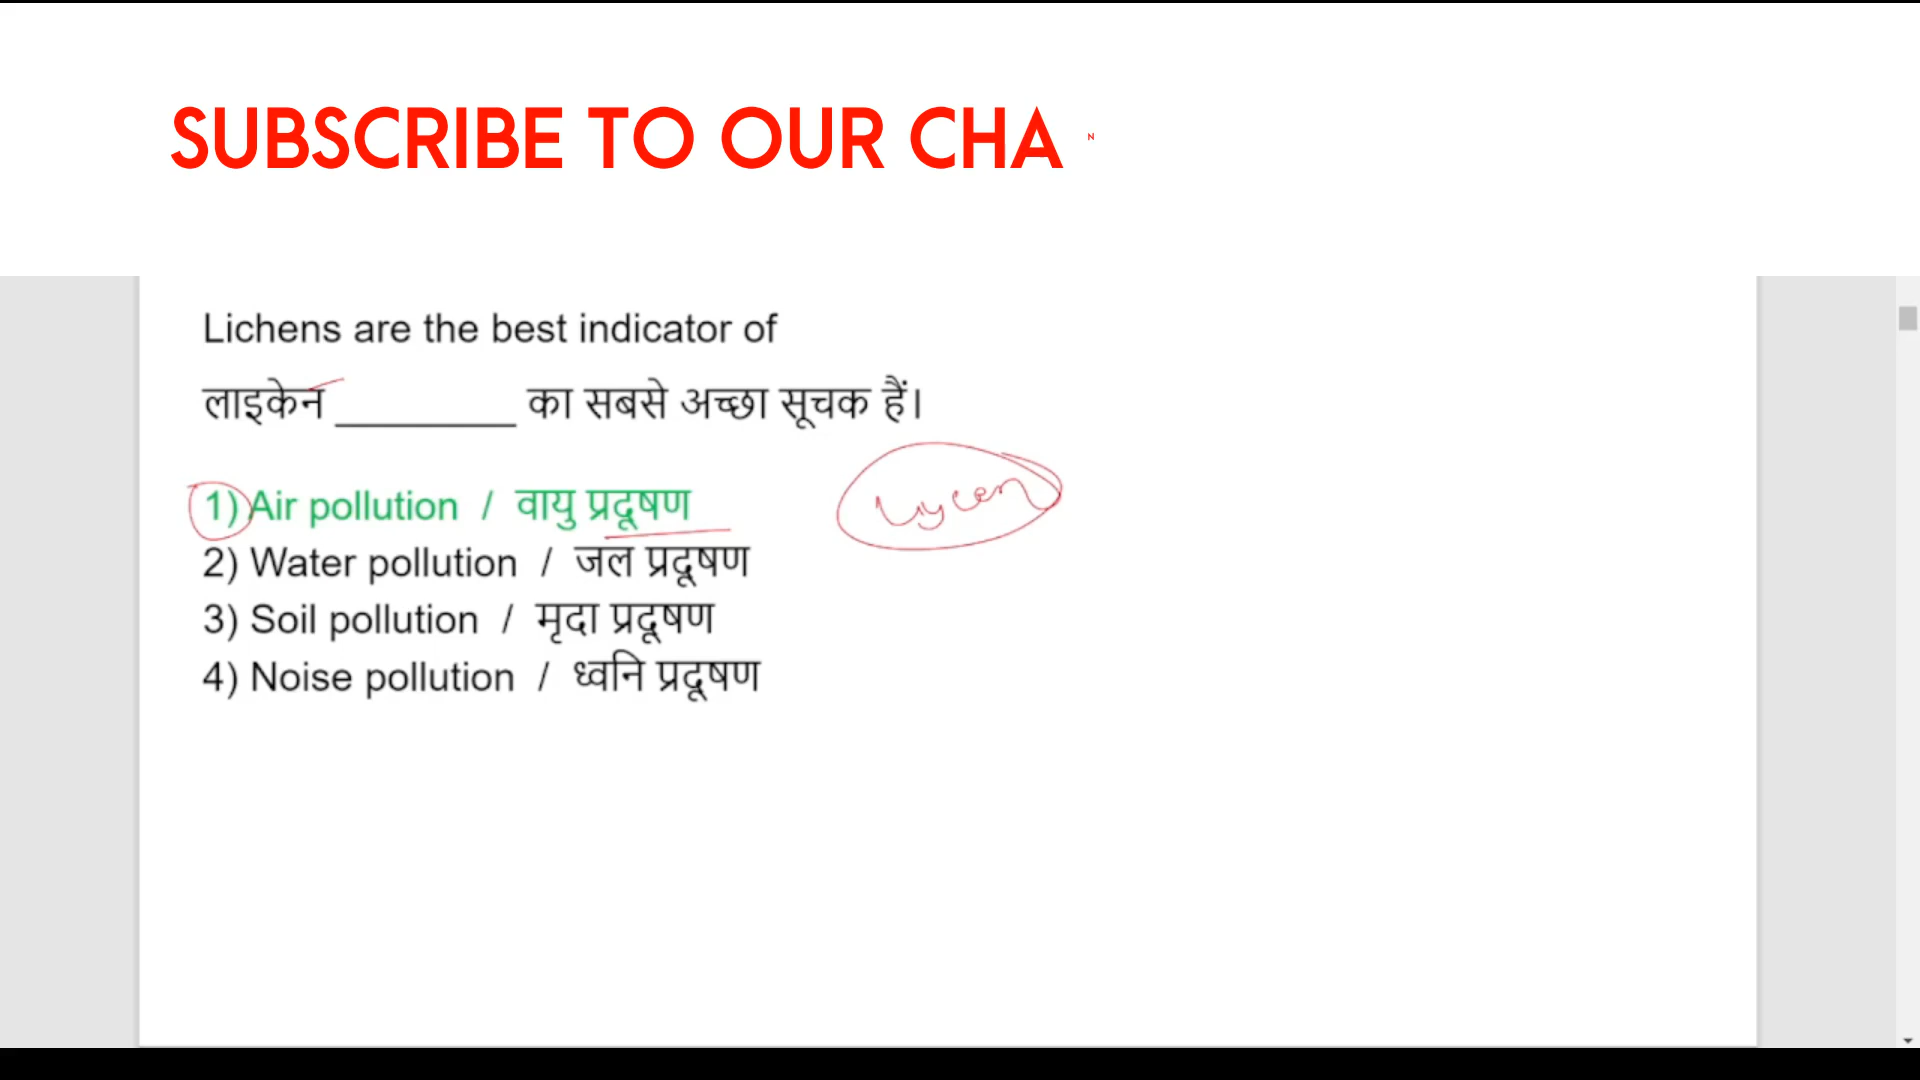 SUBSCRIBE TO OUR CHA N
Lichens are the best indicator of
लाइकेन _________ का सबसे अच्छा सूचक हैं।
1) Air pollution / वायु प्रदूषण
2) Water pollution / जल प्रदूषण
3) Soil pollution / मृदा प्रदूषण
4) Noise pollution / ध्वनि प्रदूषण